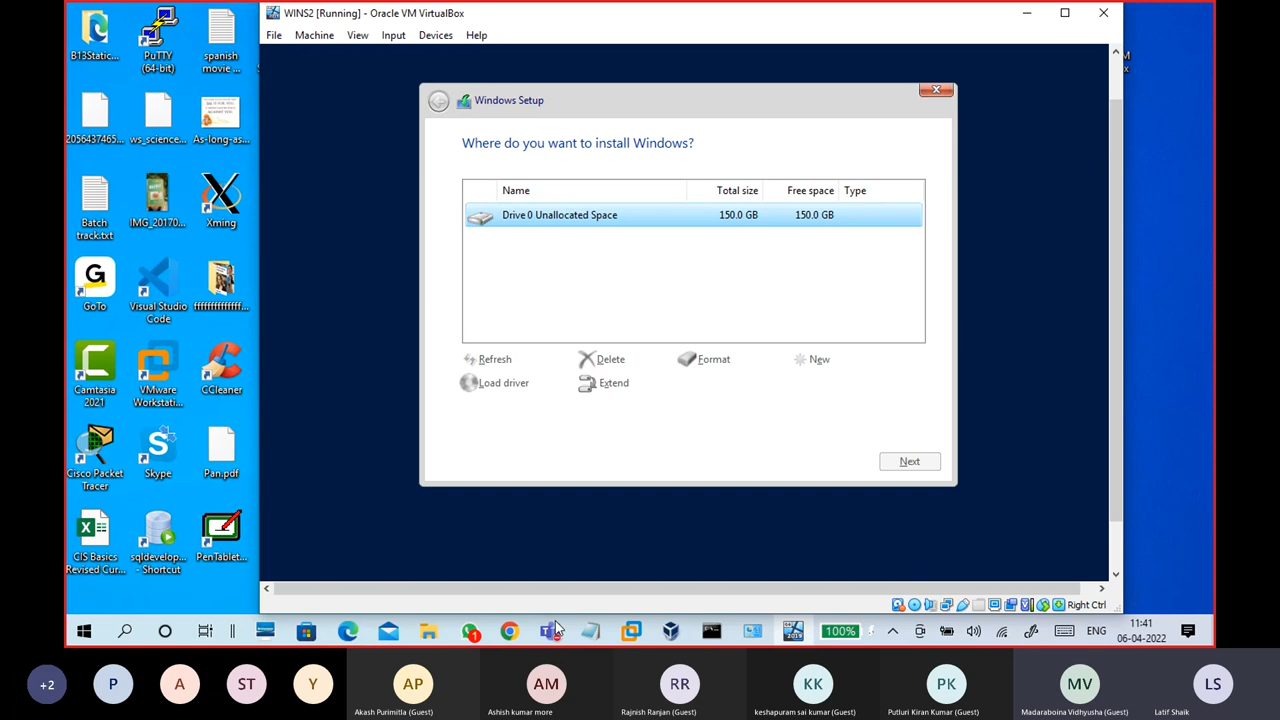 WINS2 [Running] - Oracle VM VirtualBox
File Machine View Input Devices Help
B13Static...
PuTTY
(64-bit)
spanish
movie ...
2056437465...
ws_science...
As-long-as...
Batch
track.txt
IMG_20170...
Xming
GoTo
Visual Studio
Code
ffffffffffffff...
Camtasia
2021
VMware
Workstati...
CCleaner
Cisco Packet
Tracer
Skype
Pan.pdf
CIS Basics
Revised Cur...
sqldevelop...
- Shortcut
PenTablet...
Windows Setup
Where do you want to install Windows?
Name Total size Free space Type
Drive 0 Unallocated Space 150.0 GB 150.0 GB
Refresh Delete Format New
Load driver Extend
Next
Right Ctrl
100% ENG 11:41
06-04-2022
+2 P A ST Y AP AM RR KK PK MV LS
Akash Purimitla (Guest) Ashish kumar more Rajnish Ranjan (Guest) keshapuram sai kumar (Guest) Putluri Kiran Kumar (Guest) Madaraboina Vidhyusha (Guest) Latif Shaik